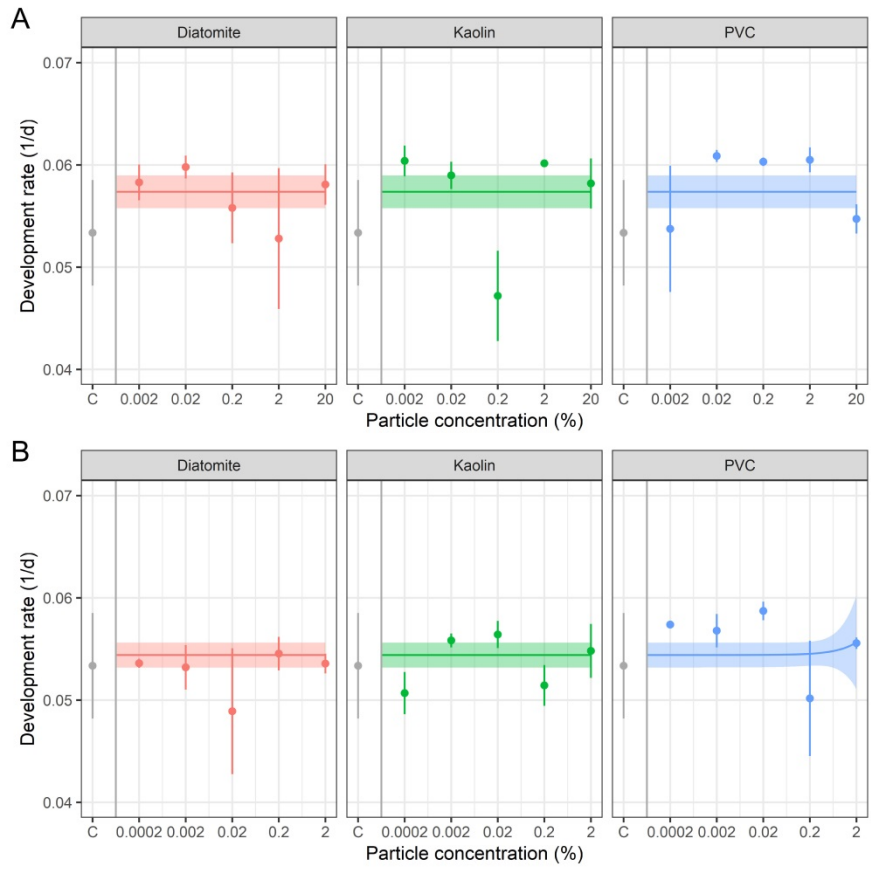 A
Diatomite Kaolin PVC
0.07
0.06
0.05
0.04
Development rate (1/d)
C 0.002 0.02 0.2 2 20 C 0.002 0.02 0.2 2 20 C 0.002 0.02 0.2 2 20
Particle concentration (%)
B
Diatomite Kaolin PVC
0.07
0.06
0.05
0.04
Development rate (1/d)
C 0.0002 0.002 0.02 0.2 2 C 0.0002 0.002 0.02 0.2 2 C 0.0002 0.002 0.02 0.2 2
Particle concentration (%)